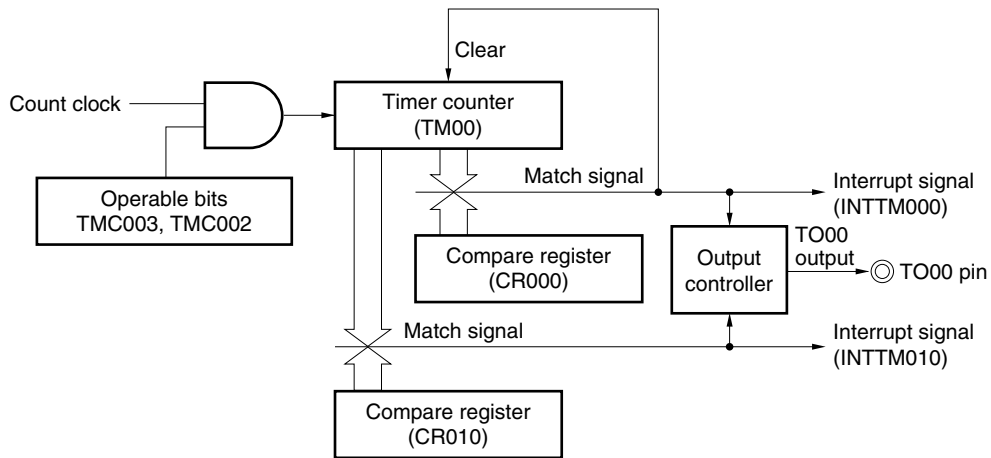 Clear
Count clock
Timer counter
(TM00)
Operable bits
TMC003, TMC002
Match signal
Interrupt signal
(INTTM000)
Compare register
(CR000)
Output
controller
TO00
output
TO00 pin
Match signal
Interrupt signal
(INTTM010)
Compare register
(CR010)